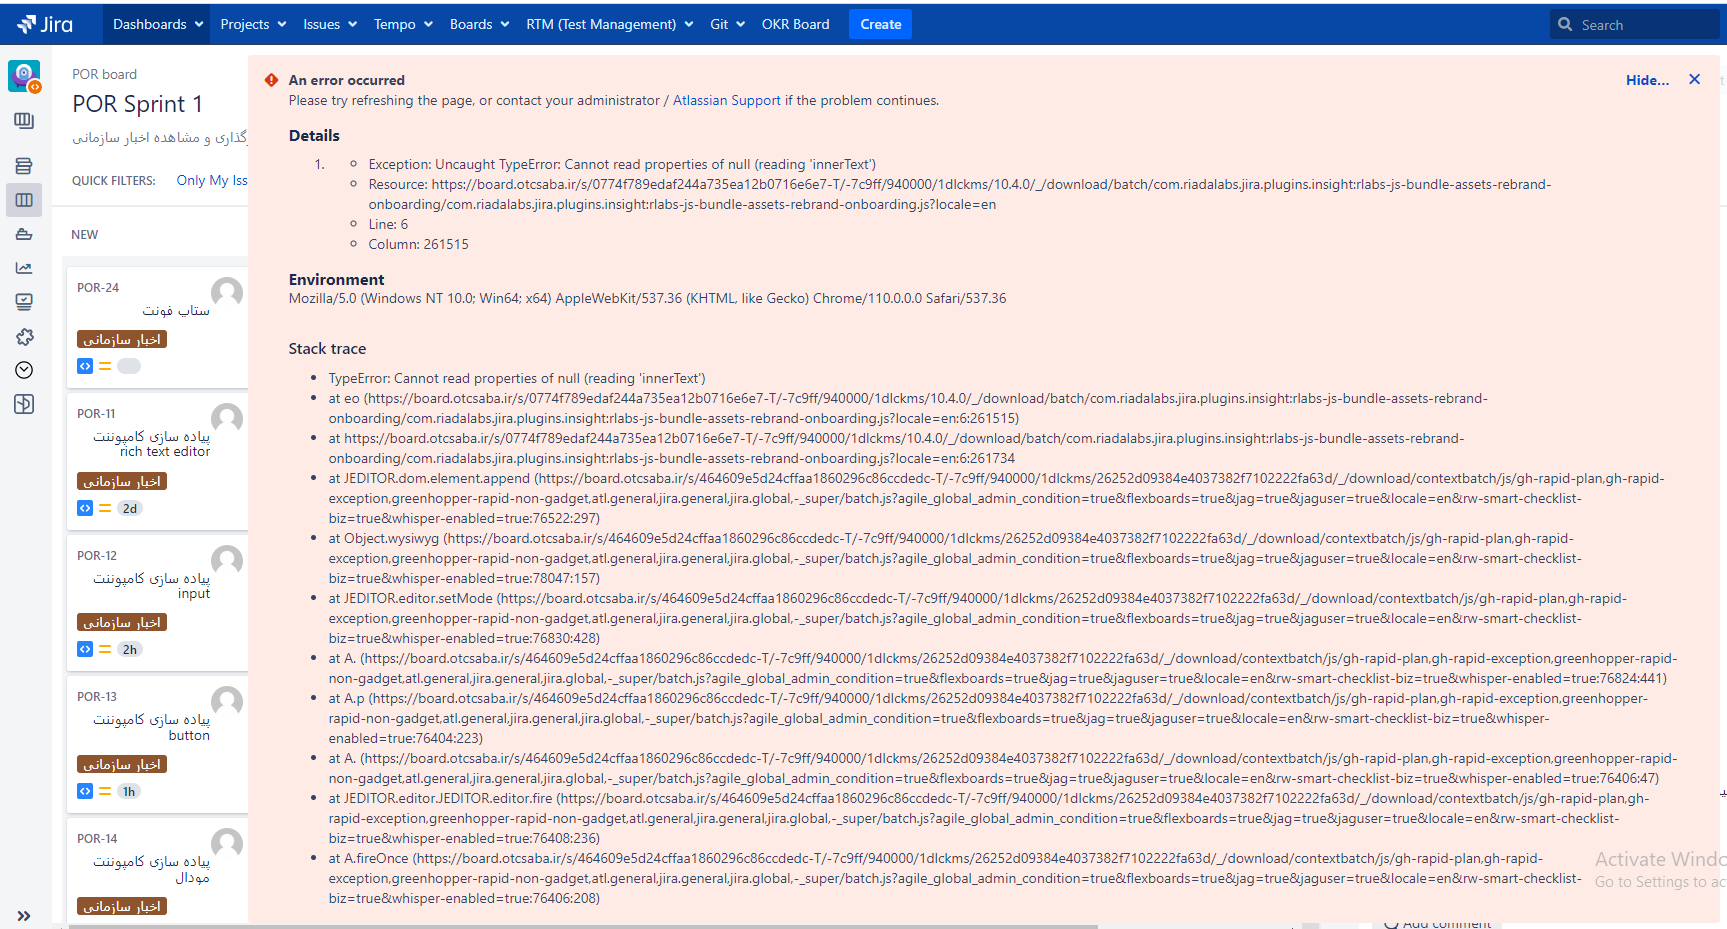 Jira
Dashboards Projects Issues Tempo Boards RTM (Test Management) Git OKR Board Create Search
POR board
POR Sprint 1
گذاری و مشاهده اخبار سازمانی
QUICK FILTERS: Only My Iss
NEW
POR-24
ستاپ فونت
اخبار سازمانی
POR-11
پیاده سازی کامپوننت
rich text editor
اخبار سازمانی
2d
POR-12
پیاده سازی کامپوننت
input
اخبار سازمانی
2h
POR-13
پیاده سازی کامپوننت
button
اخبار سازمانی
1h
POR-14
پیاده سازی کامپوننت
مودال
اخبار سازمانی
An error occurred
Hide...
Please try refreshing the page, or contact your administrator / Atlassian Support if the problem continues.
Details
1. Exception: Uncaught TypeError: Cannot read properties of null (reading 'innerText')
Resource: https://board.otcsaba.ir/s/0774f789edaf244a735ea12b0716e6e7-T/-7c9ff/940000/1dlckms/10.4.0/_/download/batch/com.riadalabs.jira.plugins.insight:rlabs-js-bundle-assets-rebrand-
onboarding/com.riadalabs.jira.plugins.insight:rlabs-js-bundle-assets-rebrand-onboarding.js?locale=en
Line: 6
Column: 261515
Environment
Mozilla/5.0 (Windows NT 10.0; Win64; x64) AppleWebKit/537.36 (KHTML, like Gecko) Chrome/110.0.0.0 Safari/537.36
Stack trace
TypeError: Cannot read properties of null (reading 'innerText')
at eo (https://board.otcsaba.ir/s/0774f789edaf244a735ea12b0716e6e7-T/-7c9ff/940000/1dlckms/10.4.0/_/download/batch/com.riadalabs.jira.plugins.insight:rlabs-js-bundle-assets-rebrand-
onboarding/com.riadalabs.jira.plugins.insight:rlabs-js-bundle-assets-rebrand-onboarding.js?locale=en:6:261515)
at https://board.otcsaba.ir/s/0774f789edaf244a735ea12b0716e6e7-T/-7c9ff/940000/1dlckms/10.4.0/_/download/batch/com.riadalabs.jira.plugins.insight:rlabs-js-bundle-assets-rebrand-
onboarding/com.riadalabs.jira.plugins.insight:rlabs-js-bundle-assets-rebrand-onboarding.js?locale=en:6:261734
at JEDITOR.dom.element.append (https://board.otcsaba.ir/s/464609e5d24cffaa1860296c86ccdedc-T/-7c9ff/940000/1dlckms/26252d09384e4037382f7102222fa63d/_/download/contextbatch/js/gh-rapid-plan,gh-rapid-
exception,greenhopper-rapid-non-gadget,atl.general,jira.general,jira.global,-_super/batch.js?agile_global_admin_condition=true&flexboards=true&jag=true&jaguser=true&locale=en&rw-smart-checklist-
biz=true&whisper-enabled=true:76522:297)
at Object.wysiwyg (https://board.otcsaba.ir/s/464609e5d24cffaa1860296c86ccdedc-T/-7c9ff/940000/1dlckms/26252d09384e4037382f7102222fa63d/_/download/contextbatch/js/gh-rapid-plan,gh-rapid-
exception,greenhopper-rapid-non-gadget,atl.general,jira.general,jira.global,-_super/batch.js?agile_global_admin_condition=true&flexboards=true&jag=true&jaguser=true&locale=en&rw-smart-checklist-
biz=true&whisper-enabled=true:78047:157)
at JEDITOR.editor.setMode (https://board.otcsaba.ir/s/464609e5d24cffaa1860296c86ccdedc-T/-7c9ff/940000/1dlckms/26252d09384e4037382f7102222fa63d/_/download/contextbatch/js/gh-rapid-plan,gh-rapid-
exception,greenhopper-rapid-non-gadget,atl.general,jira.general,jira.global,-_super/batch.js?agile_global_admin_condition=true&flexboards=true&jag=true&jaguser=true&locale=en&rw-smart-checklist-
biz=true&whisper-enabled=true:76830:428)
at A. (https://board.otcsaba.ir/s/464609e5d24cffaa1860296c86ccdedc-T/-7c9ff/940000/1dlckms/26252d09384e4037382f7102222fa63d/_/download/contextbatch/js/gh-rapid-plan,gh-rapid-exception,greenhopper-rapid-
non-gadget,atl.general,jira.general,jira.global,-_super/batch.js?agile_global_admin_condition=true&flexboards=true&jag=true&jaguser=true&locale=en&rw-smart-checklist-biz=true&whisper-enabled=true:76824:441)
at A.p (https://board.otcsaba.ir/s/464609e5d24cffaa1860296c86ccdedc-T/-7c9ff/940000/1dlckms/26252d09384e4037382f7102222fa63d/_/download/contextbatch/js/gh-rapid-plan,gh-rapid-exception,greenhopper-
rapid-non-gadget,atl.general,jira.general,jira.global,-_super/batch.js?agile_global_admin_condition=true&flexboards=true&jag=true&jaguser=true&locale=en&rw-smart-checklist-biz=true&whisper-
enabled=true:76404:223)
at A. (https://board.otcsaba.ir/s/464609e5d24cffaa1860296c86ccdedc-T/-7c9ff/940000/1dlckms/26252d09384e4037382f7102222fa63d/_/download/contextbatch/js/gh-rapid-plan,gh-rapid-exception,greenhopper-rapid-
non-gadget,atl.general,jira.general,jira.global,-_super/batch.js?agile_global_admin_condition=true&flexboards=true&jag=true&jaguser=true&locale=en&rw-smart-checklist-biz=true&whisper-enabled=true:76406:47)
at JEDITOR.editor.JEDITOR.editor.fire (https://board.otcsaba.ir/s/464609e5d24cffaa1860296c86ccdedc-T/-7c9ff/940000/1dlckms/26252d09384e4037382f7102222fa63d/_/download/contextbatch/js/gh-rapid-plan,gh-
rapid-exception,greenhopper-rapid-non-gadget,atl.general,jira.general,jira.global,-_super/batch.js?agile_global_admin_condition=true&flexboards=true&jag=true&jaguser=true&locale=en&rw-smart-checklist-
biz=true&whisper-enabled=true:76408:236)
at A.fireOnce (https://board.otcsaba.ir/s/464609e5d24cffaa1860296c86ccdedc-T/-7c9ff/940000/1dlckms/26252d09384e4037382f7102222fa63d/_/download/contextbatch/js/gh-rapid-plan,gh-rapid-
exception,greenhopper-rapid-non-gadget,atl.general,jira.general,jira.global,-_super/batch.js?agile_global_admin_condition=true&flexboards=true&jag=true&jaguser=true&locale=en&rw-smart-checklist-
biz=true&whisper-enabled=true:76406:208)
Activate Windo
Go to Settings to ac
Add comment